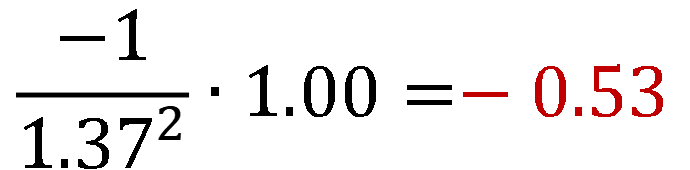 −1
1.37² · 1.00 = − 0.53